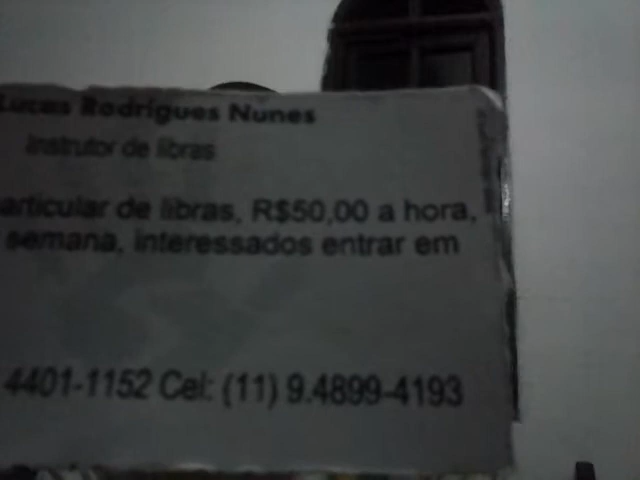 Lucas Rodrigues Nunes
Instrutor de libras
articular de libras, R$50,00 a hora,
semana, interessados entrar em
4401-1152 Cel: (11) 9.4899-4193